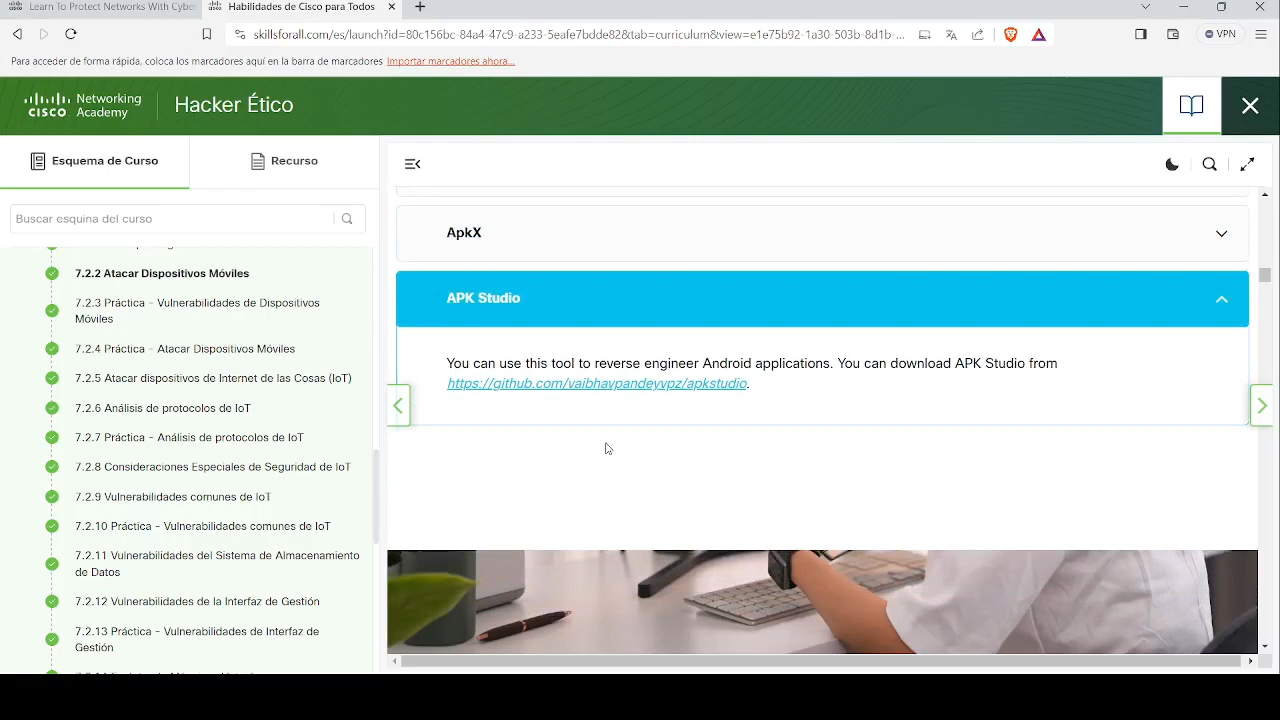 Learn To Protect Networks With Cyber
Habilidades de Cisco para Todos
skillsforall.com/es/launch?id=80c156bc-84a4-47c9-a233-5eafe7bdde82&tab=curriculum&view=e1e75b92-1a30-503b-8d1b-...
VPN
Para acceder de forma rápida, coloca los marcadores aquí en la barra de marcadores Importar marcadores ahora...
CISCO Networking Academy
Hacker Ético
Esquema de Curso
Recurso
Buscar esquina del curso
7.2.2 Atacar Dispositivos Móviles
7.2.3 Práctica - Vulnerabilidades de Dispositivos
Móviles
7.2.4 Práctica - Atacar Dispositivos Móviles
7.2.5 Atacar dispositivos de Internet de las Cosas (IoT)
7.2.6 Análisis de protocolos de IoT
7.2.7 Práctica - Análisis de protocolos de IoT
7.2.8 Consideraciones Especiales de Seguridad de IoT
7.2.9 Vulnerabilidades comunes de IoT
7.2.10 Práctica - Vulnerabilidades comunes de IoT
7.2.11 Vulnerabilidades del Sistema de Almacenamiento
de Datos
7.2.12 Vulnerabilidades de la Interfaz de Gestión
7.2.13 Práctica - Vulnerabilidades de Interfaz de
Gestión
ApkX
APK Studio
You can use this tool to reverse engineer Android applications. You can download APK Studio from
https://github.com/vaibhavpandeyvpz/apkstudio.